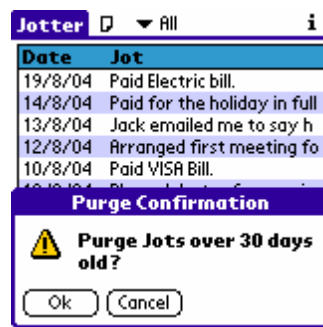 Jotter All i
Date Jot
19/8/04 Paid Electric bill.
14/8/04 Paid for the holiday in full
13/8/04 Jack emailed me to say h
12/8/04 Arranged first meeting fo
10/8/04 Paid VISA Bill.
Purge Confirmation
Purge Jots over 30 days
old?
Ok Cancel